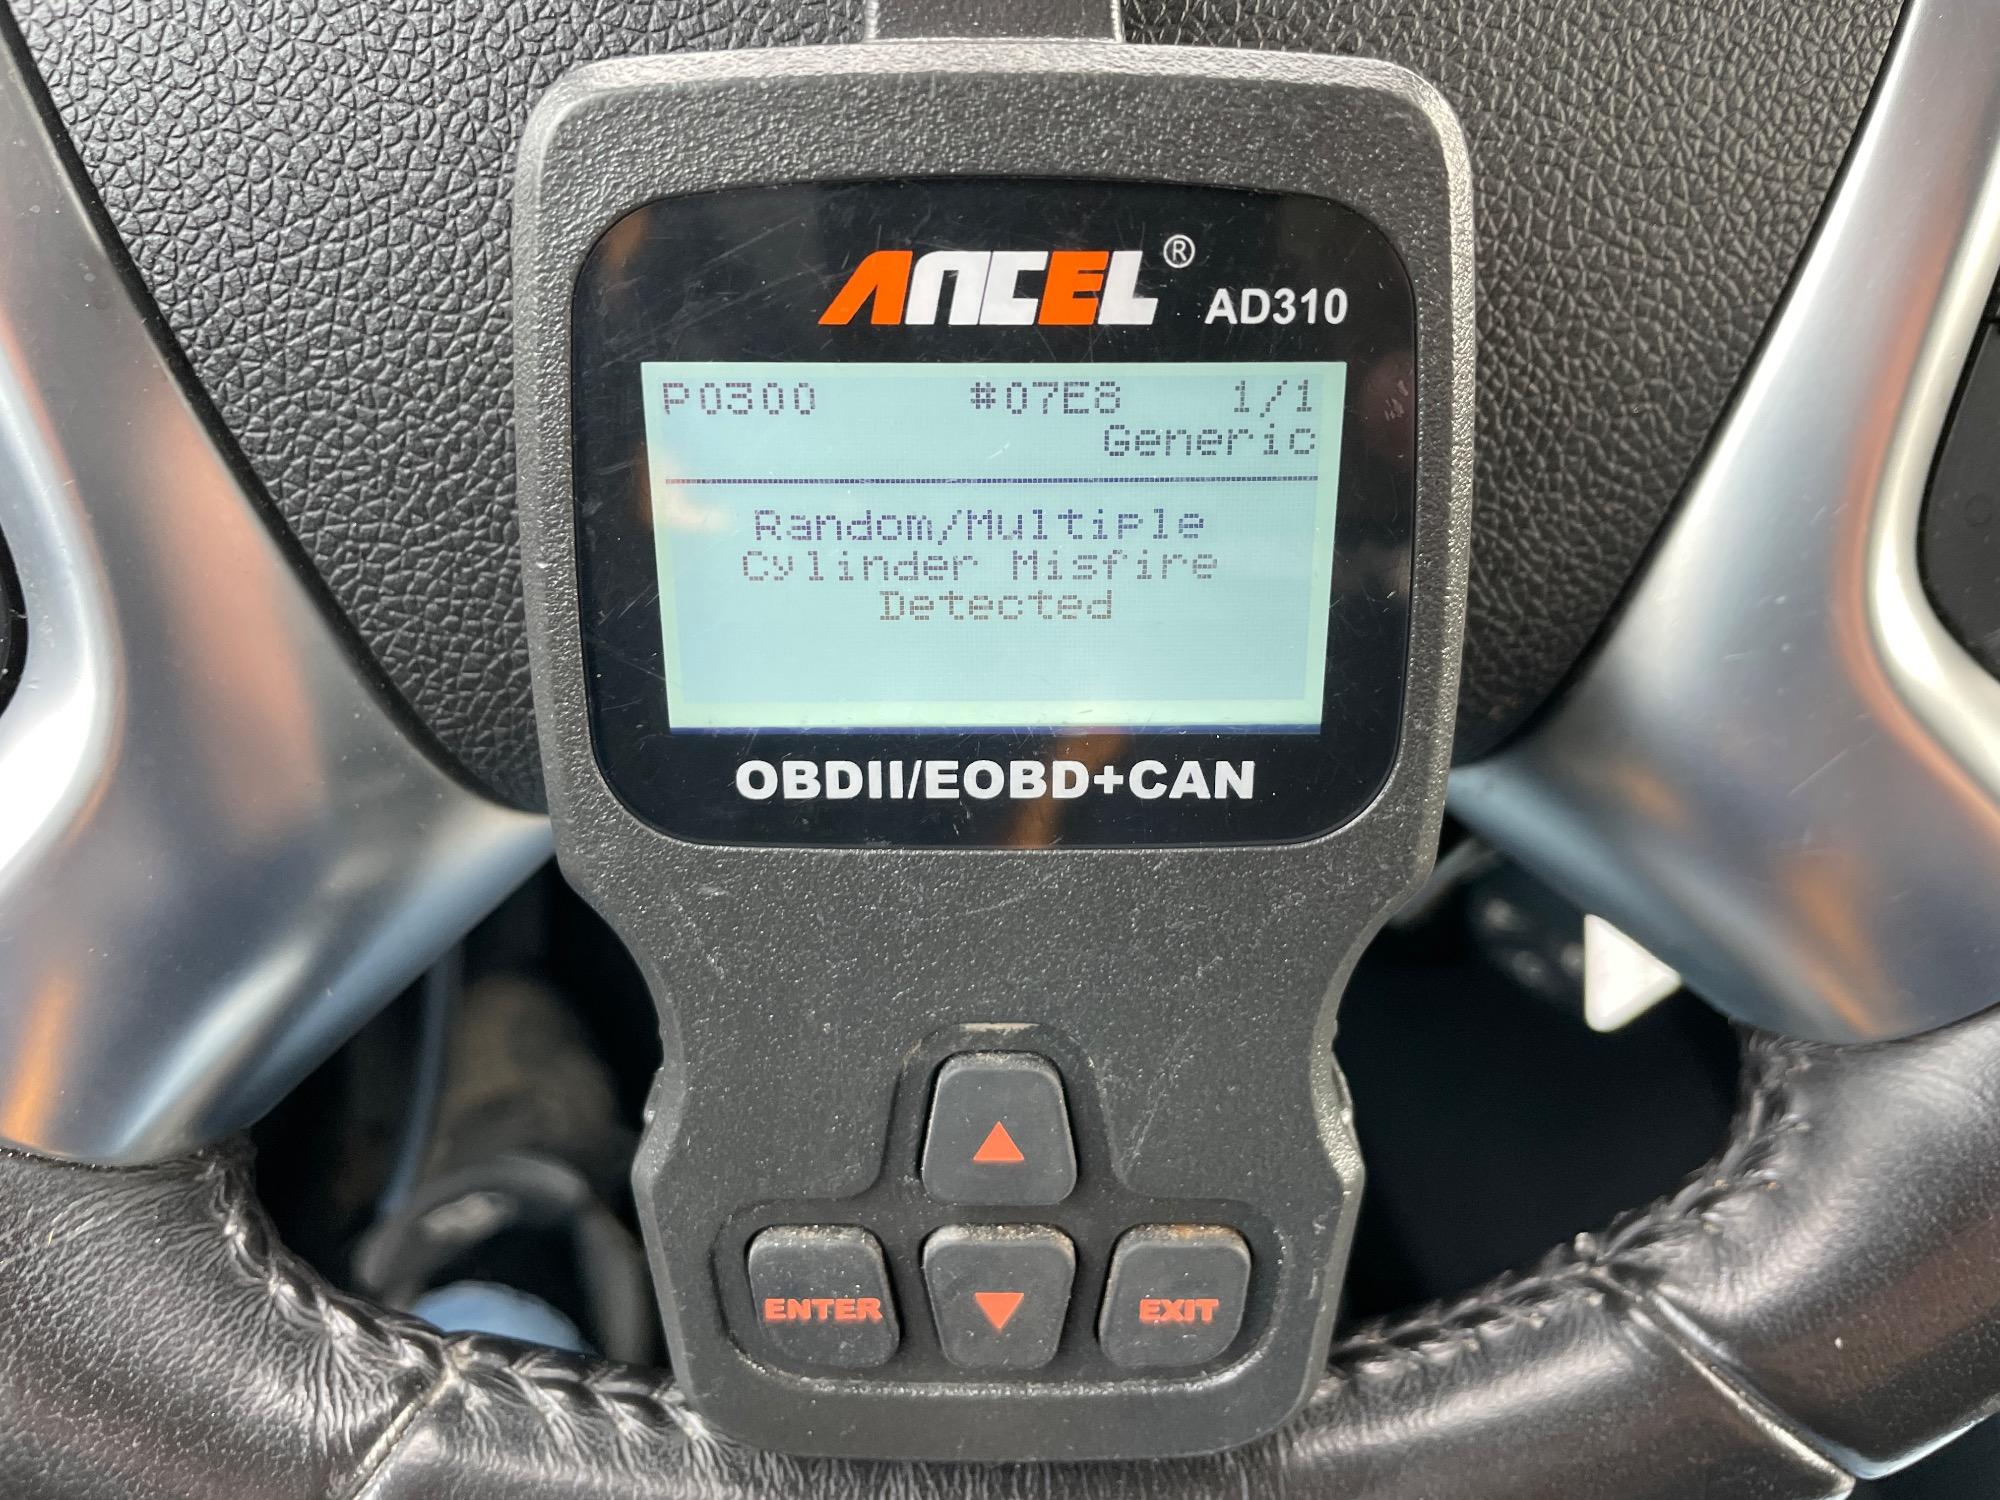 ANCEL® AD310
P0300 #07E8 1/1
Generic
Random/Multiple
Cylinder Misfire
Detected
OBDII/EOBD+CAN
ENTER EXIT